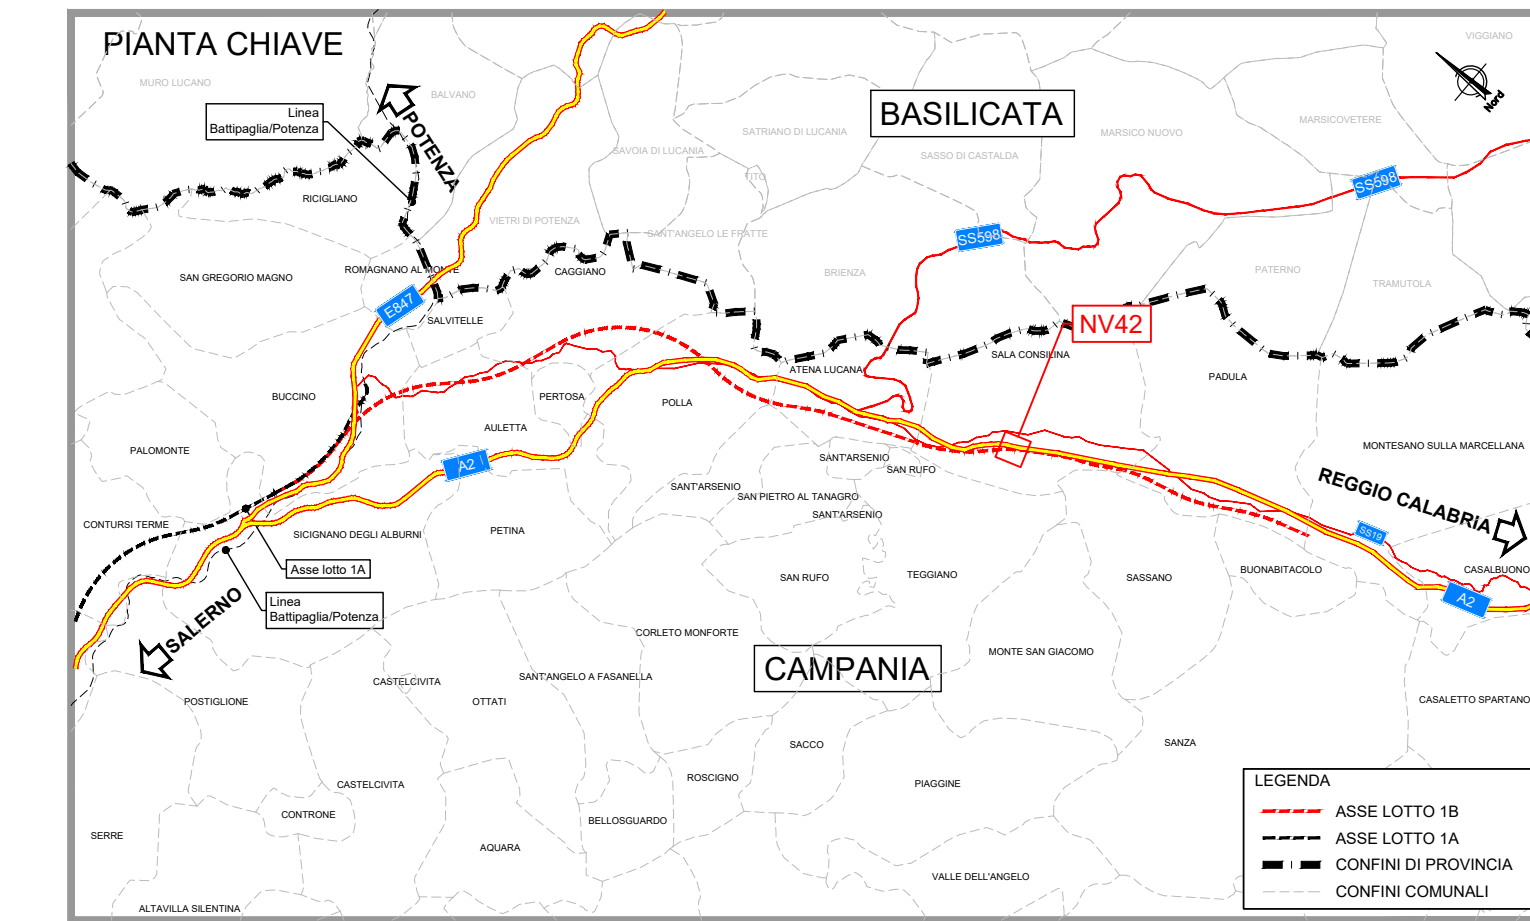 PIANTA CHIAVE
VIGGIANO
MURO LUCANO
BALVANO
Nord
Linea
Battipaglia/Potenza
POTENZA
BASILICATA
SATRIANO DI LUCANIA
MARSICO NUOVO
MARSICOVETERE
SAVOIA DI LUCANIA
SASSO DI CASTALDA
TITO
SS598
RICIGLIANO
VIETRI DI POTENZA
SANT'ANGELO LE FRATTE
SS598
SAN GREGORIO MAGNO
ROMAGNANO AL MONTE
CAGGIANO
BRIENZA
PATERNO
TRAMUTOLA
E847
SALVITELLE
NV42
SALA CONSILINA
ATENA LUCANA
PADULA
BUCCINO
PERTOSA
POLLA
AULETTA
PALOMONTE
A2
SANT'ARSENIO
SAN RUFO
MONTESANO SULLA MARCELLANA
SANT'ARSENIO
SAN PIETRO AL TANAGRO
SANT'ARSENIO
REGGIO CALABRiA
CONTURSI TERME
SICIGNANO DEGLI ALBURNI
PETINA
SS19
Asse lotto 1A
SAN RUFO
TEGGIANO
SASSANO
BUONABITACOLO
CASALBUONO
A2
Linea
Battipaglia/Potenza
SALERNO
CORLETO MONFORTE
MONTE SAN GIACOMO
CAMPANIA
CASTELCIVITA
SANT'ANGELO A FASANELLA
POSTIGLIONE
OTTATI
CASALETTO SPARTANO
SACCO
SANZA
ROSCIGNO
PIAGGINE
CASTELCIVITA
CONTRONE
BELLOSGUARDO
SERRE
AQUARA
VALLE DELL'ANGELO
ALTAVILLA SILENTINA
LEGENDA
ASSE LOTTO 1B
ASSE LOTTO 1A
CONFINI DI PROVINCIA
CONFINI COMUNALI